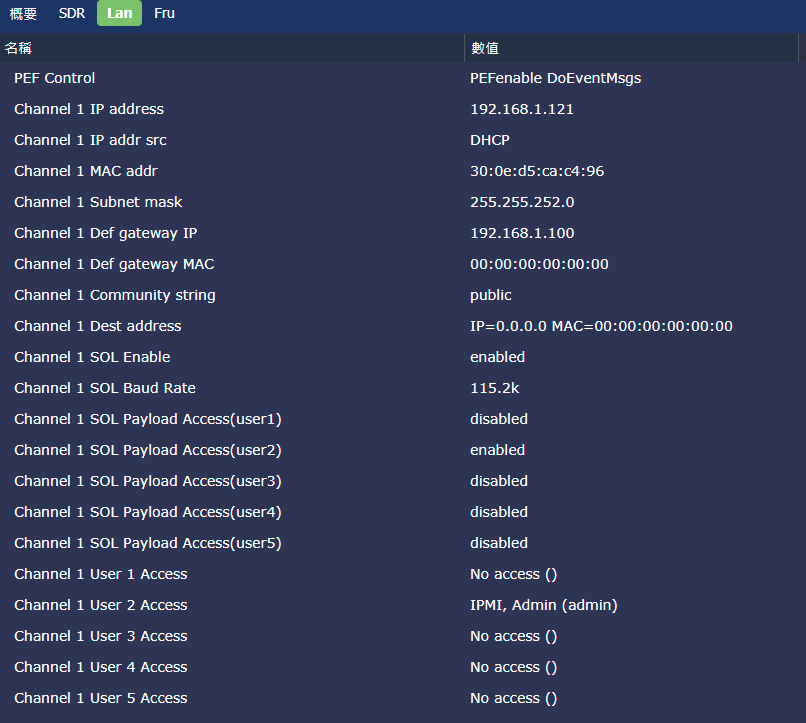 概要 SDR Lan Fru
名稱 數值
PEF Control PEFenable DoEventMsgs
Channel 1 IP address 192.168.1.121
Channel 1 IP addr src DHCP
Channel 1 MAC addr 30:0e:d5:ca:c4:96
Channel 1 Subnet mask 255.255.252.0
Channel 1 Def gateway IP 192.168.1.100
Channel 1 Def gateway MAC 00:00:00:00:00:00
Channel 1 Community string public
Channel 1 Dest address IP=0.0.0.0 MAC=00:00:00:00:00:00
Channel 1 SOL Enable enabled
Channel 1 SOL Baud Rate 115.2k
Channel 1 SOL Payload Access(user1) disabled
Channel 1 SOL Payload Access(user2) enabled
Channel 1 SOL Payload Access(user3) disabled
Channel 1 SOL Payload Access(user4) disabled
Channel 1 SOL Payload Access(user5) disabled
Channel 1 User 1 Access No access ()
Channel 1 User 2 Access IPMI, Admin (admin)
Channel 1 User 3 Access No access ()
Channel 1 User 4 Access No access ()
Channel 1 User 5 Access No access ()